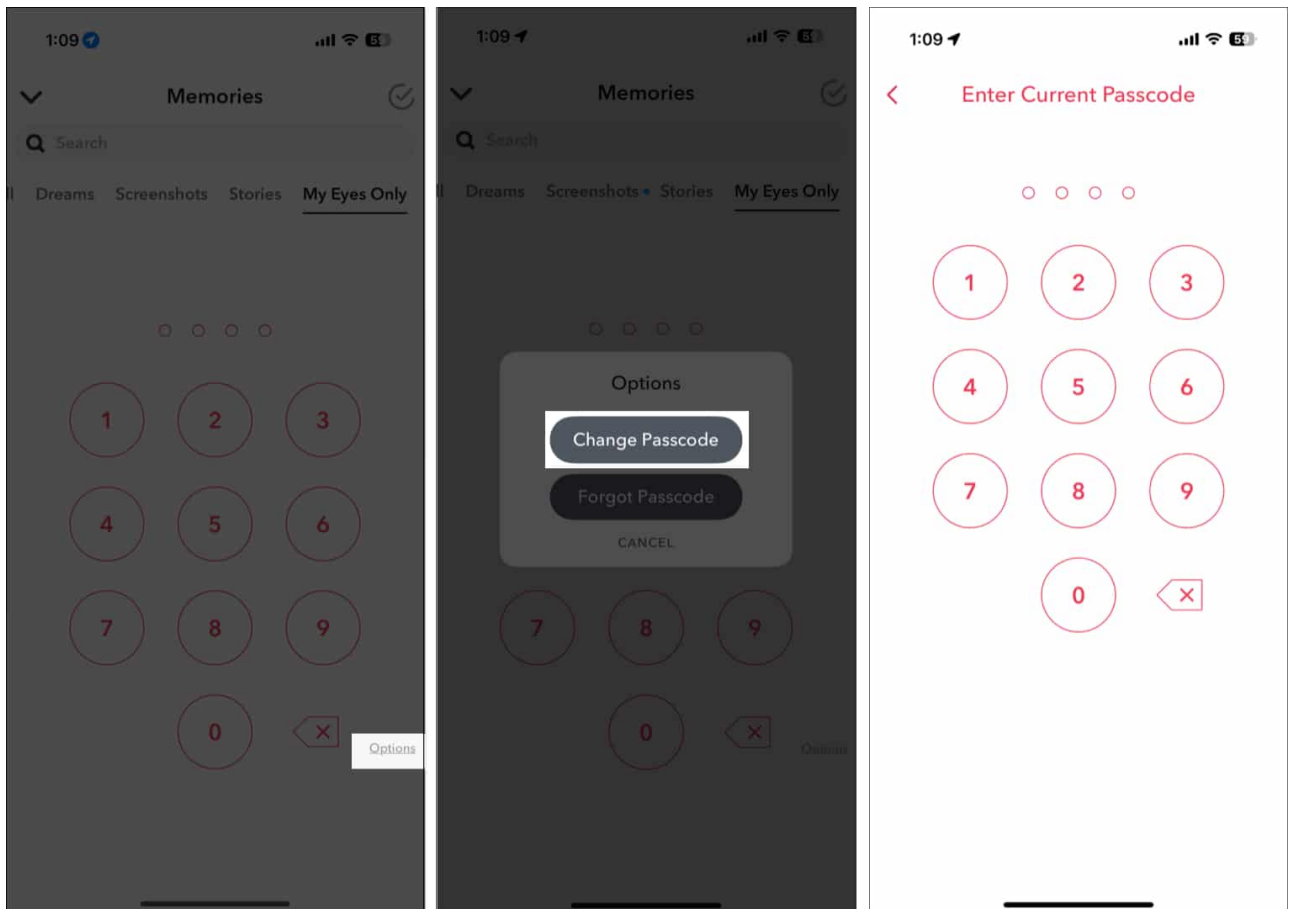 1:09
Memories
Search
Dreams Screenshots Stories My Eyes Only
1 2 3
4 5 6
7 8 9
0
Options
1:09
Memories
Search
Dreams Screenshots Stories My Eyes Only
Options
Change Passcode
Forgot Passcode
CANCEL
7 8 9
0
Options
1:09
59
Enter Current Passcode
1 2 3
4 5 6
7 8 9
0